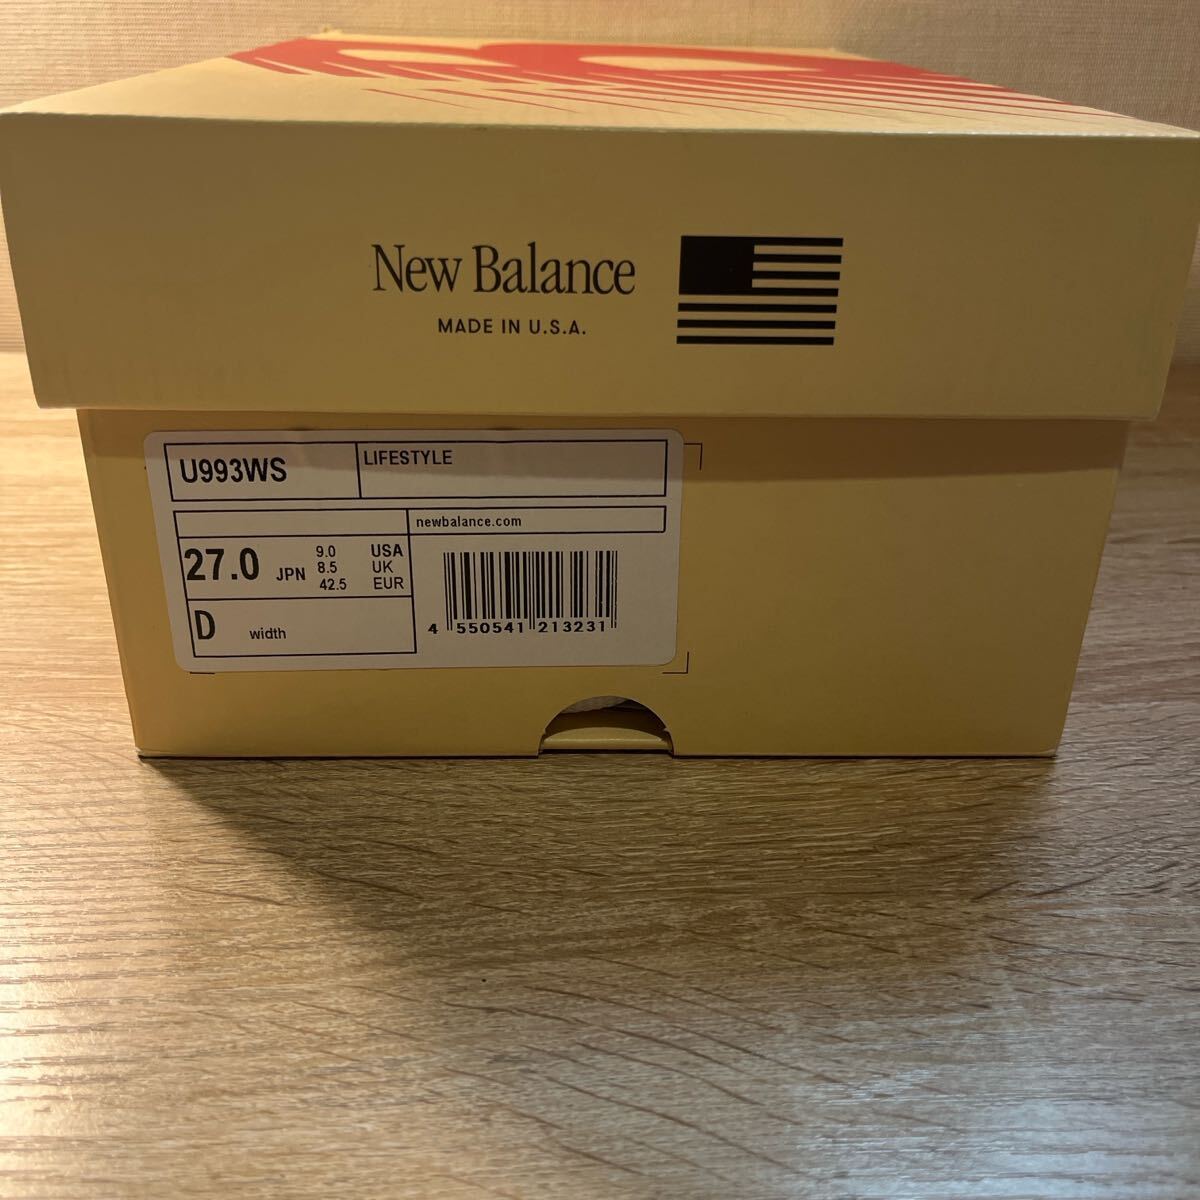 New Balance
MADE IN U.S.A.
U993WS
LIFESTYLE
newbalance.com
27.0 JPN
9.0 USA
8.5 UK
42.5 EUR
D width
4 550541 213231